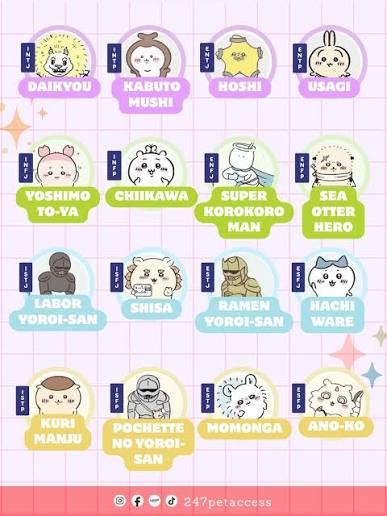 INTJ
INTP
ENTJ
ENTP
DAIKYOU
KABUTO
MUSHI
HOSHI
USAGI
INFJ
INFP
ENFJ
ENFP
YOSHIMO
TO-YA
CHIIKAWA
SUPER
KOROKORO
MAN
SEA
OTTER
HERO
ISTJ
ISFJ
ESTJ
ESFJ
LABOR
YOROI-SAN
SHISA
RAMEN
YOROI-SAN
HACHI
WARE
ISTP
ISFP
ESTP
ESFP
KURI
MANJU
POCHETTE
NO YOROI-
SAN
MOMONGA
ANO-KO
247petaccess